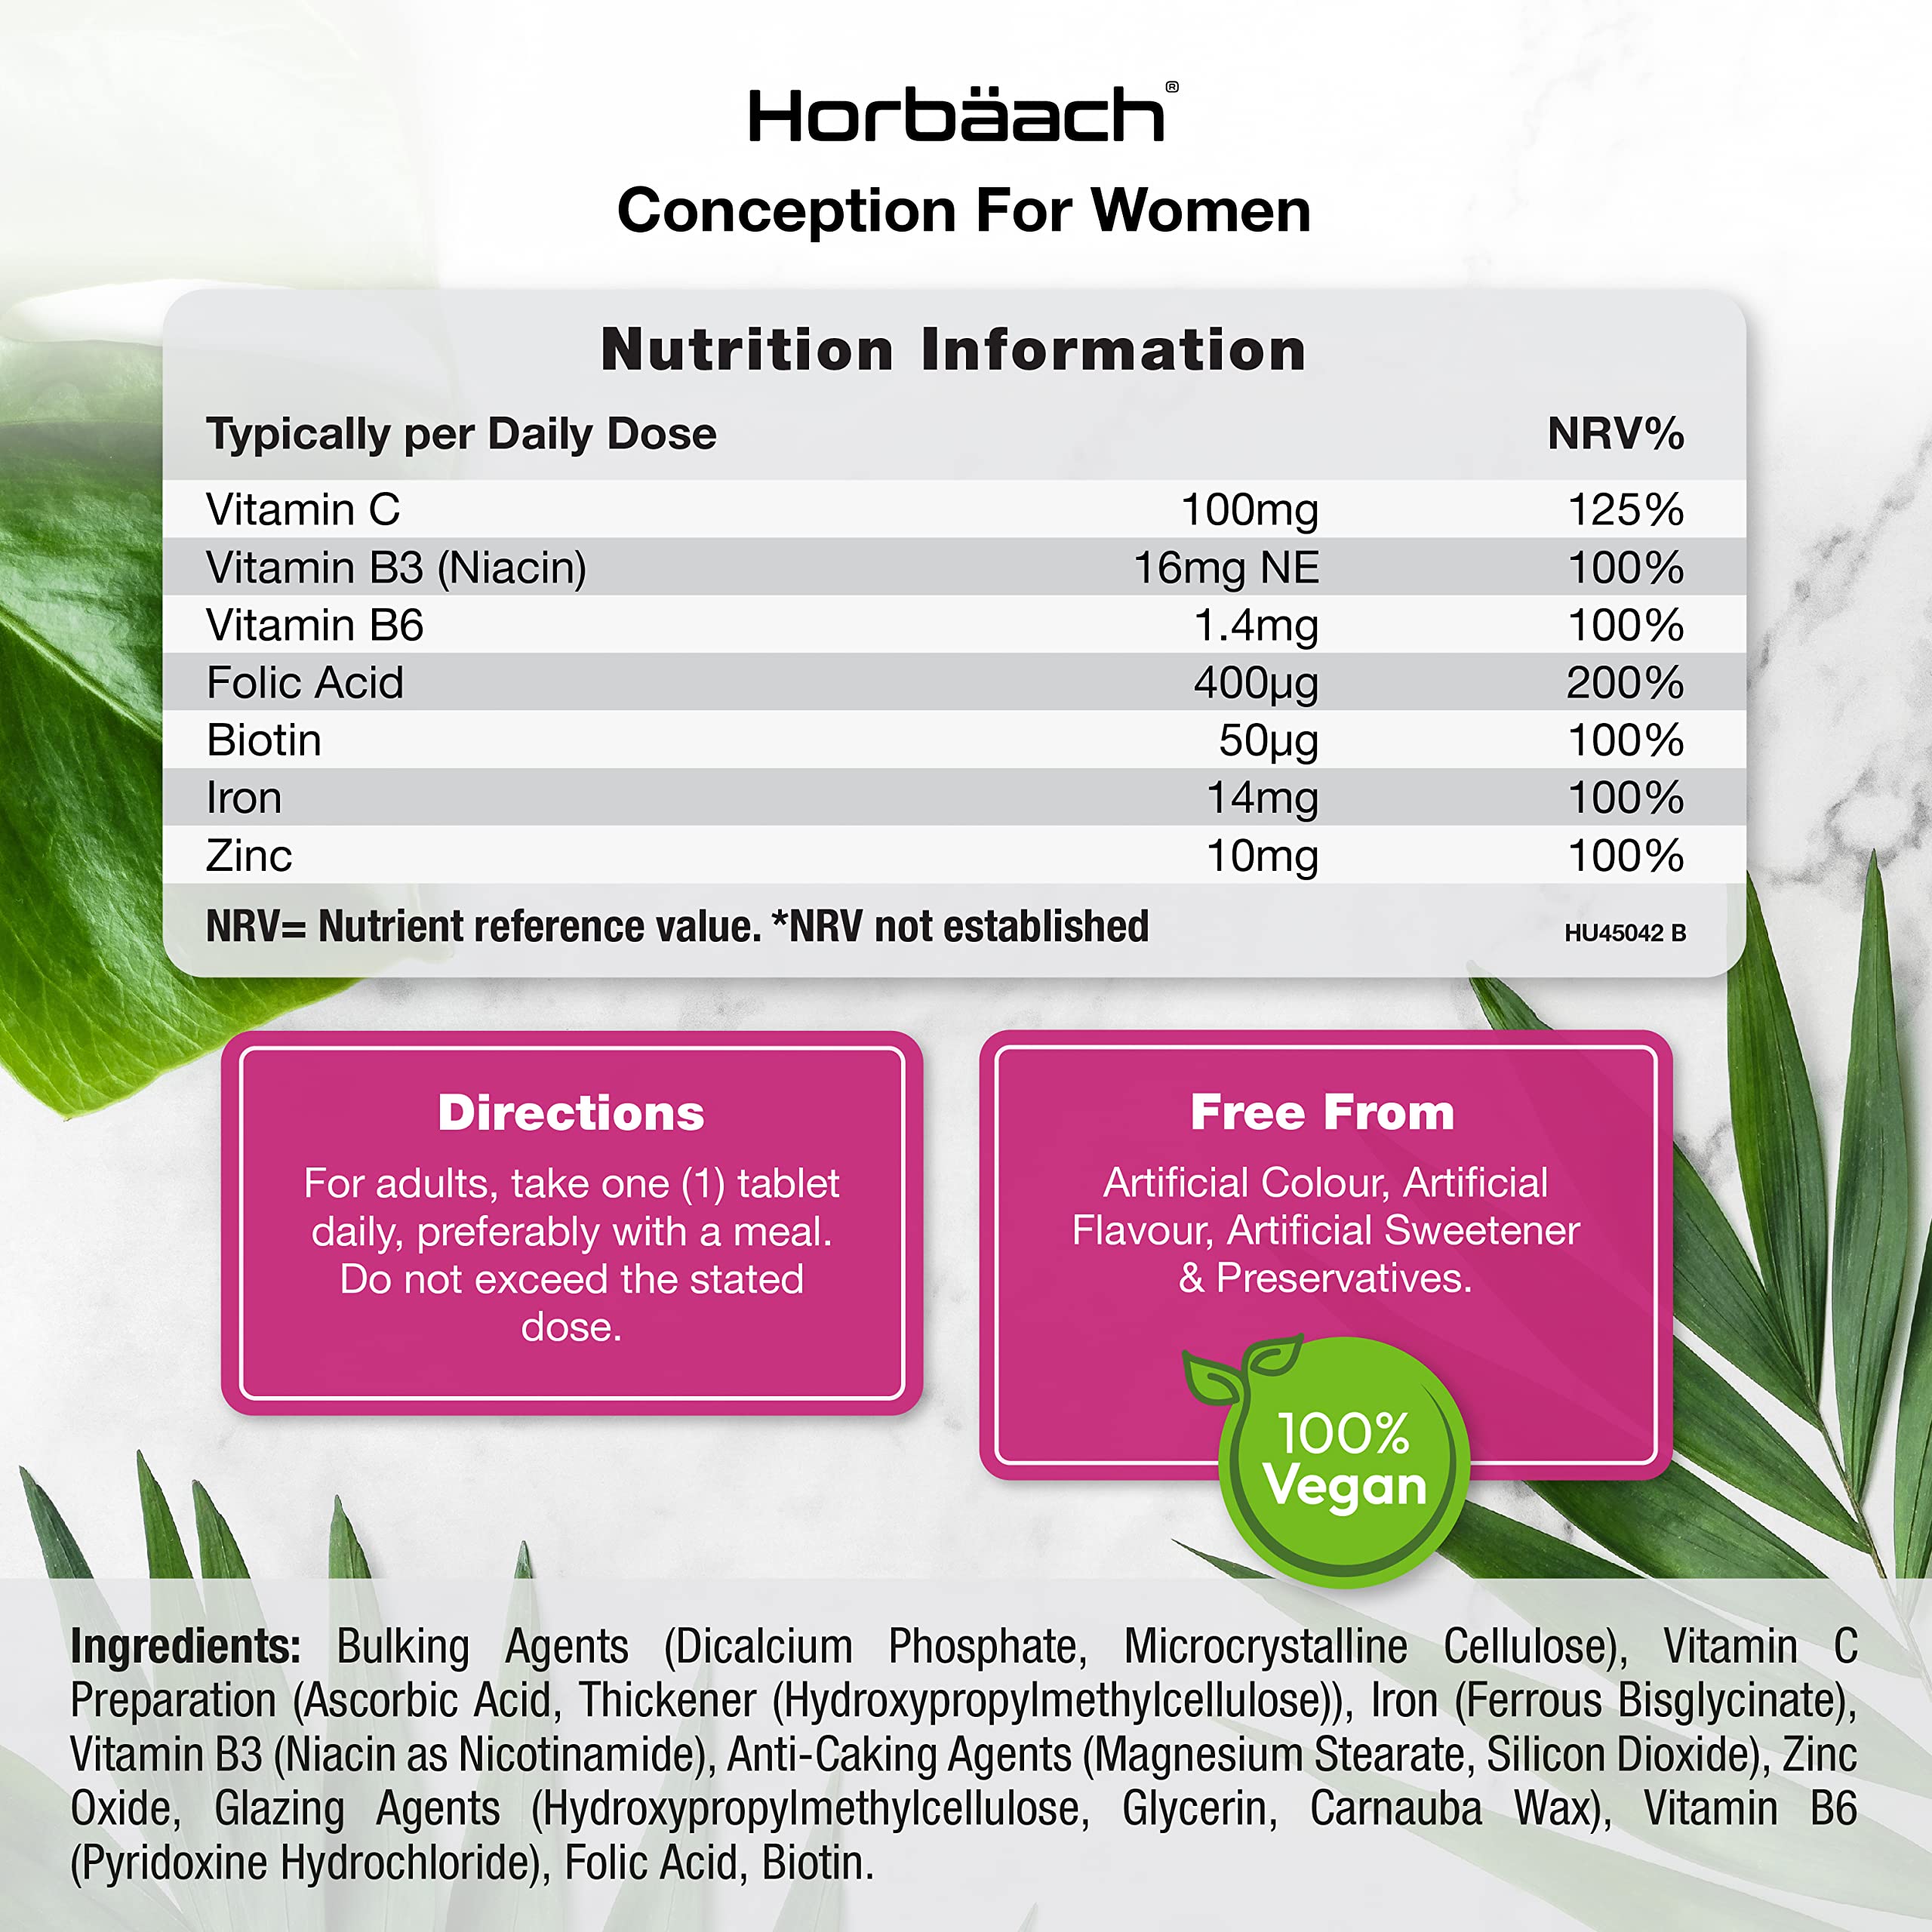 Horbäach®
Conception For Women
Nutrition Information
Typically per Daily Dose NRV%
Vitamin C 100mg 125%
Vitamin B3 (Niacin) 16mg NE 100%
Vitamin B6 1.4mg 100%
Folic Acid 400µg 200%
Biotin 50µg 100%
Iron 14mg 100%
Zinc 10mg 100%
NRV= Nutrient reference value. *NRV not established HU45042 B
Directions
For adults, take one (1) tablet
daily, preferably with a meal.
Do not exceed the stated
dose.
Free From
Artificial Colour, Artificial
Flavour, Artificial Sweetener
& Preservatives.
100%
Vegan
Ingredients: Bulking Agents (Dicalcium Phosphate, Microcrystalline Cellulose), Vitamin C
Preparation (Ascorbic Acid, Thickener (Hydroxypropylmethylcellulose)), Iron (Ferrous Bisglycinate),
Vitamin B3 (Niacin as Nicotinamide), Anti-Caking Agents (Magnesium Stearate, Silicon Dioxide), Zinc
Oxide, Glazing Agents (Hydroxypropylmethylcellulose, Glycerin, Carnauba Wax), Vitamin B6
(Pyridoxine Hydrochloride), Folic Acid, Biotin.